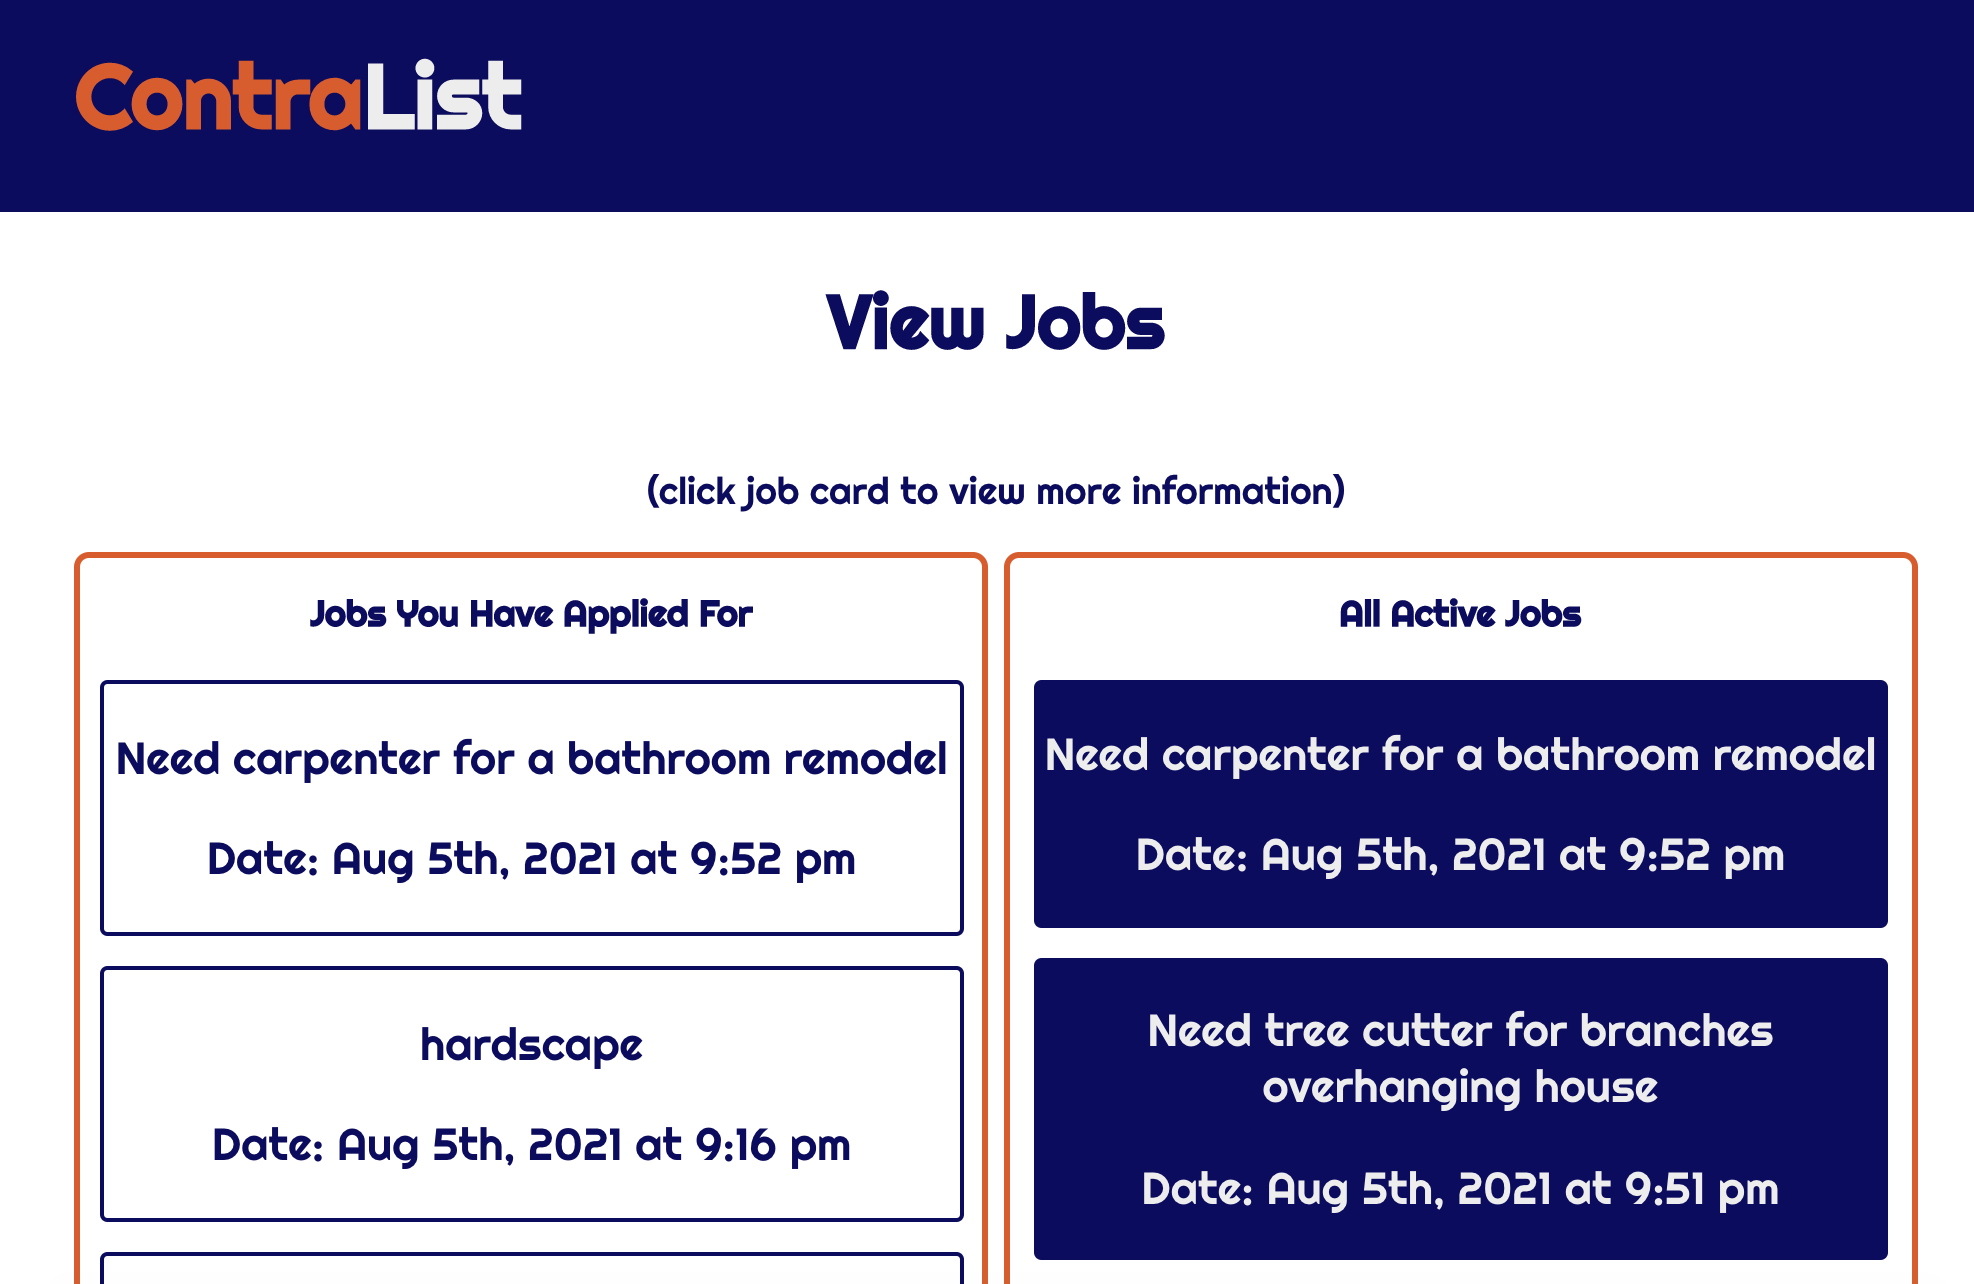 ContraList
View Jobs
(click job card to view more information)
Jobs You Have Applied For
Need carpenter for a bathroom remodel
Date: Aug 5th, 2021 at 9:52 pm
hardscape
Date: Aug 5th, 2021 at 9:16 pm
All Active Jobs
Need carpenter for a bathroom remodel
Date: Aug 5th, 2021 at 9:52 pm
Need tree cutter for branches
overhanging house
Date: Aug 5th, 2021 at 9:51 pm